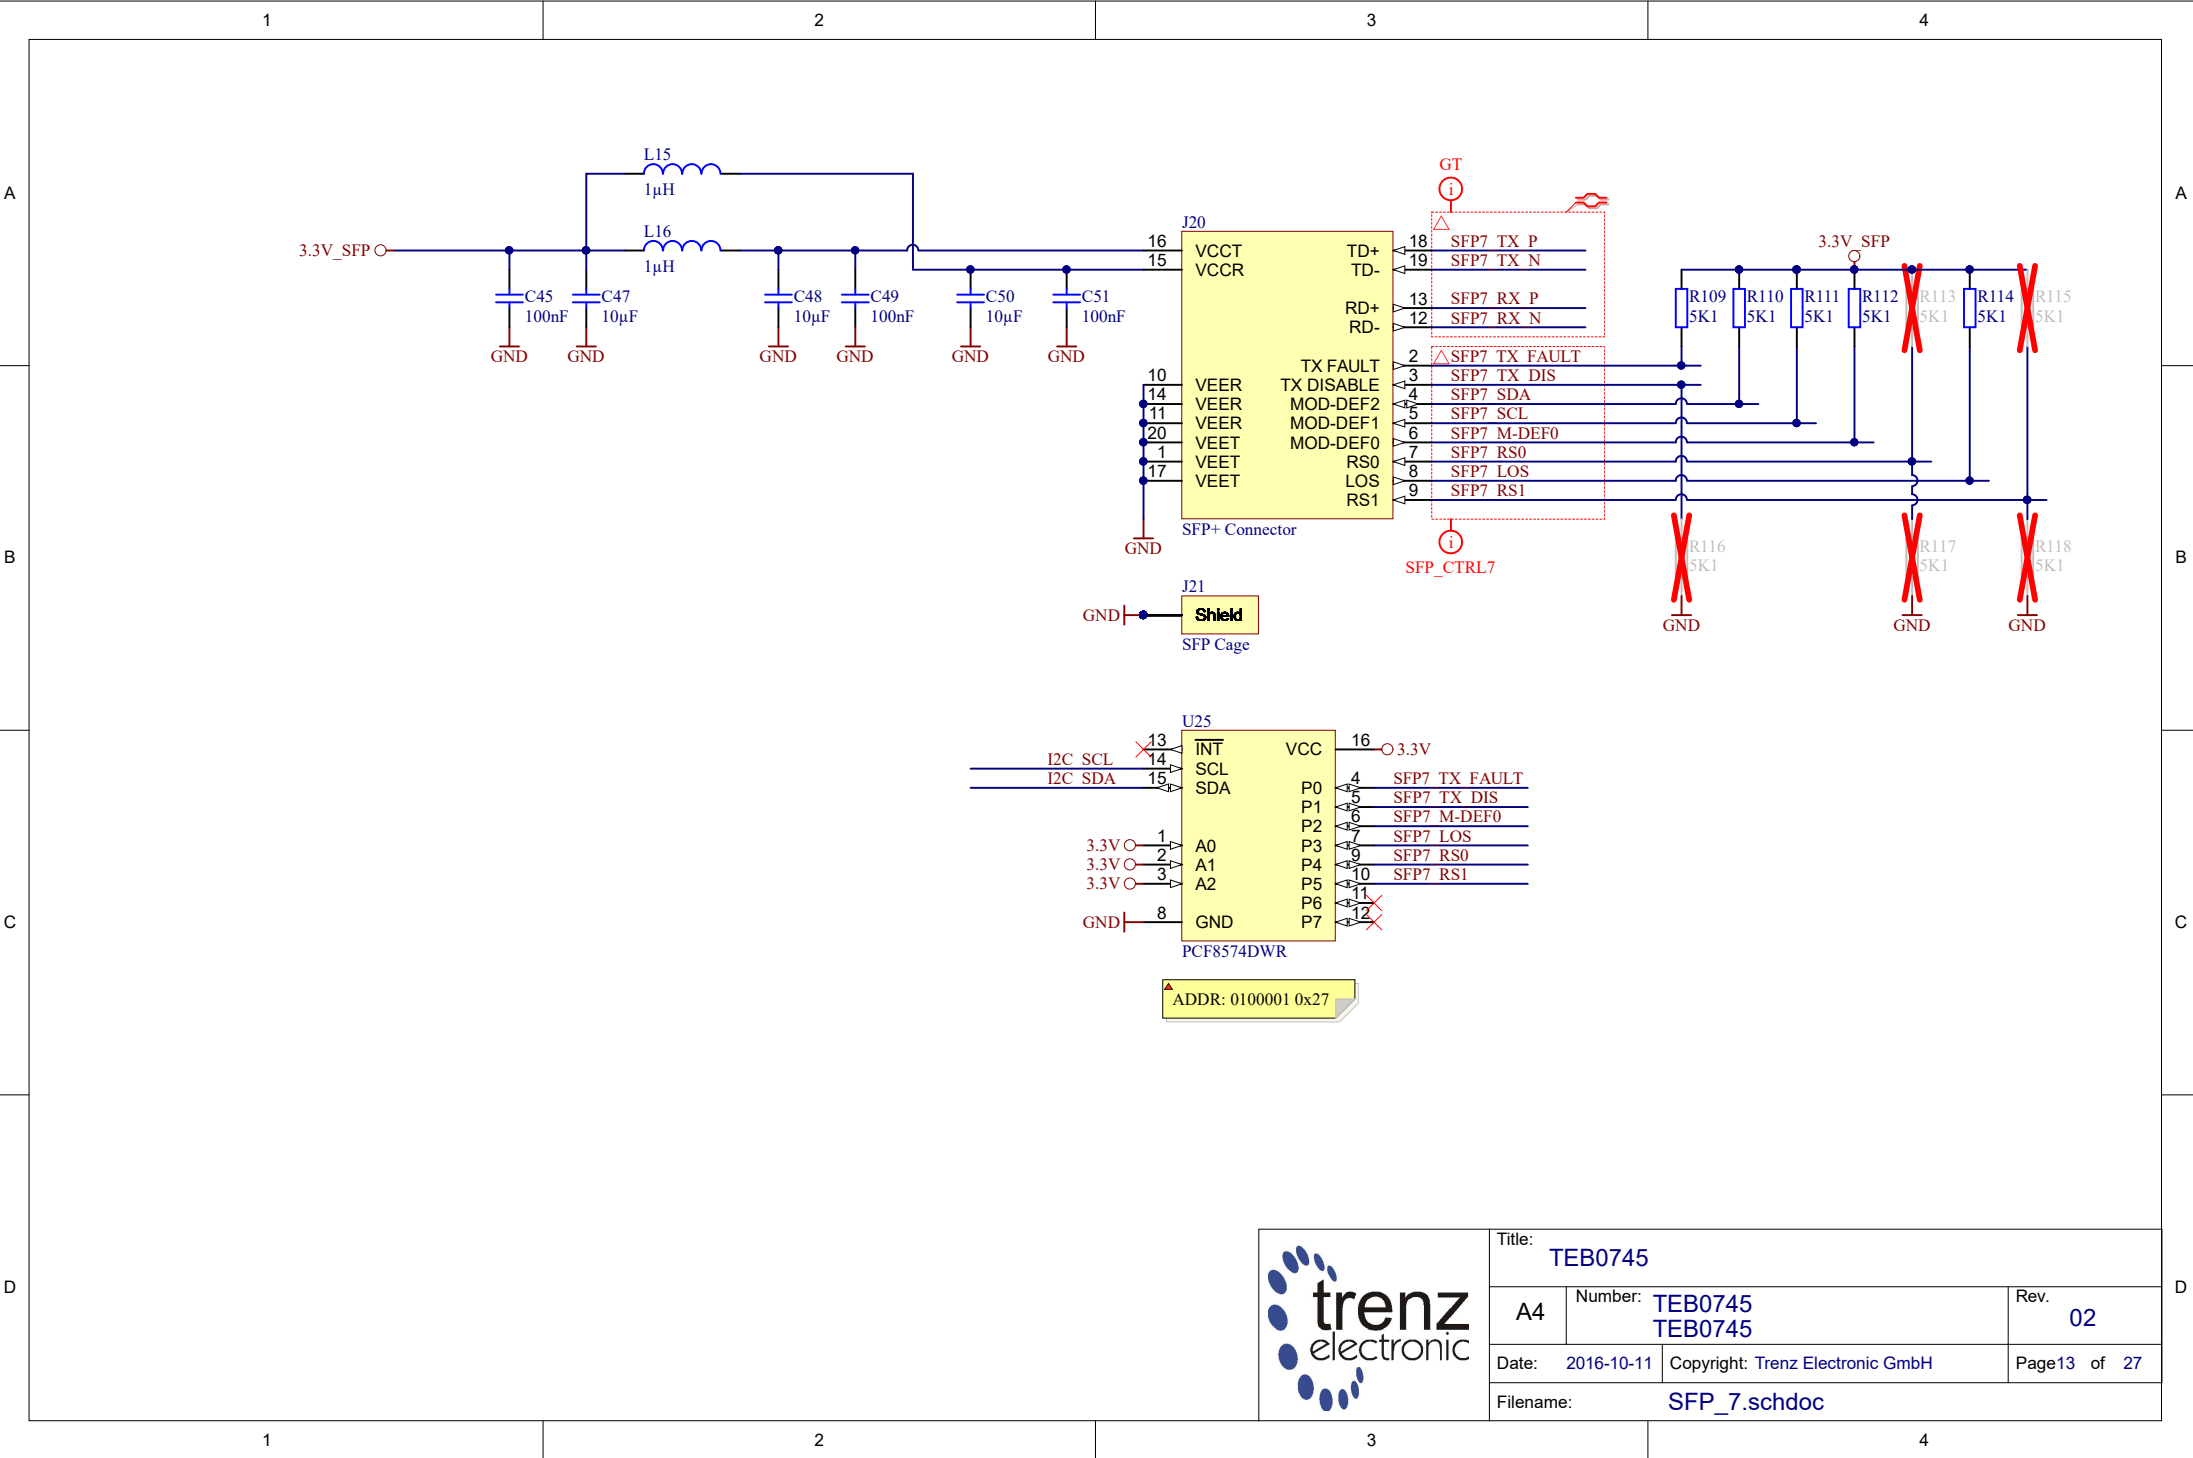 1 2 3 4
A A
B B
C C
D D
1 2 3 4
L15
1µH
L16
1µH
3.3V_SFP
C45
100nF
GND
C47
10µF
GND
C48
10µF
GND
C49
100nF
GND
C50
10µF
GND
C51
100nF
GND
J20
16 VCCT
15 VCCR
10 VEER
14 VEER
11 VEER
20 VEET
1 VEET
17 VEET
GND
TD+ 18 SFP7_TX_P
TD- 19 SFP7_TX_N
RD+ 13 SFP7_RX_P
RD- 12 SFP7_RX_N
TX FAULT 2 SFP7_TX_FAULT
TX DISABLE 3 SFP7_TX_DIS
MOD-DEF2 4 SFP7_SDA
MOD-DEF1 5 SFP7_SCL
MOD-DEF0 6 SFP7_M-DEF0
RS0 7 SFP7_RS0
LOS 8 SFP7_LOS
RS1 9 SFP7_RS1
SFP+ Connector
GT
i
i
SFP_CTRL7
3.3V_SFP
R109
5K1
R110
5K1
R111
5K1
R112
5K1
R113
5K1
R114
5K1
R115
5K1
R116
5K1
GND
R117
5K1
GND
R118
5K1
GND
J21
GND Shield
SFP Cage
U25
13 INT
I2C_SCL 14 SCL
I2C_SDA 15 SDA
3.3V 1 A0
3.3V 2 A1
3.3V 3 A2
GND 8 GND
VCC 16 3.3V
P0 4 SFP7_TX_FAULT
P1 5 SFP7_TX_DIS
P2 6 SFP7_M-DEF0
P3 7 SFP7_LOS
P4 9 SFP7_RS0
P5 10 SFP7_RS1
P6 11
P7 12
PCF8574DWR
ADDR: 0100001 0x27
trenz
electronic
Title:
TEB0745
A4
Number: TEB0745
TEB0745
Rev.
02
Date: 2016-10-11
Copyright: Trenz Electronic GmbH
Page13 of 27
Filename: SFP_7.schdoc